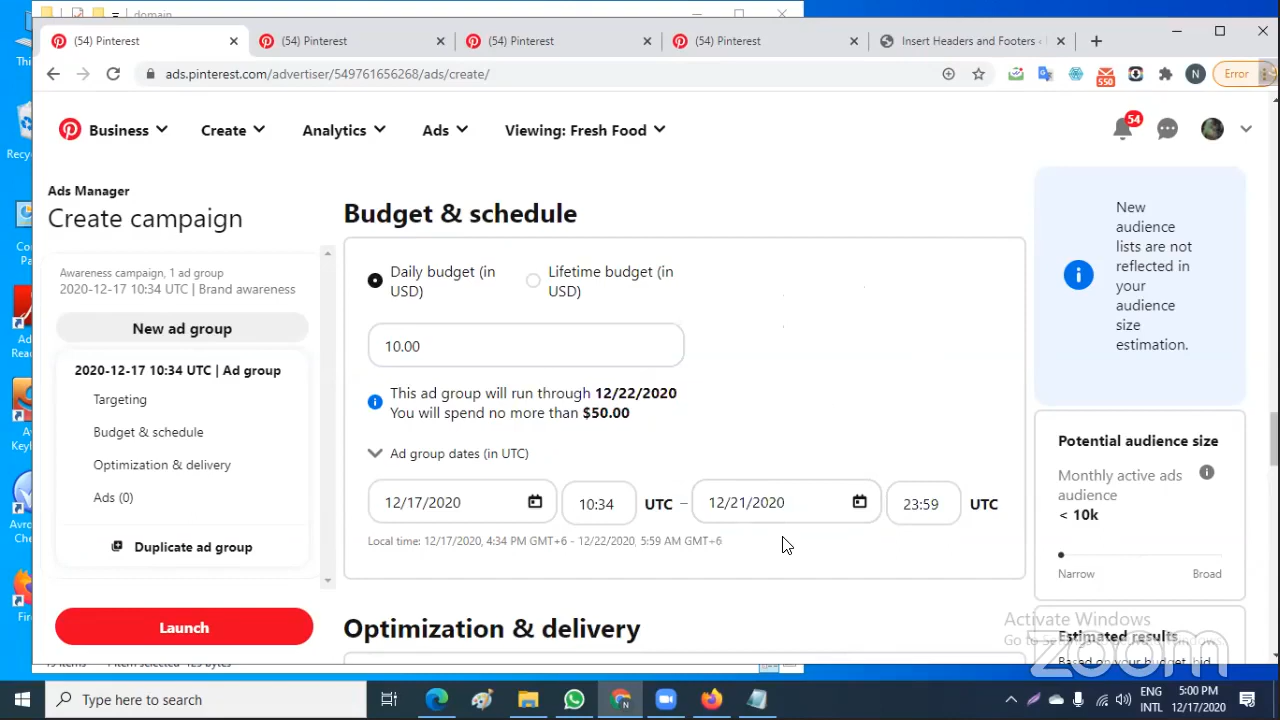 domain
(54) Pinterest
(54) Pinterest
(54) Pinterest
(54) Pinterest
Insert Headers and Footers ‹
ads.pinterest.com/advertiser/549761656268/ads/create/
550
N
Error
Business
Create
Analytics
Ads
Viewing: Fresh Food
54
Ads Manager
Create campaign
Awareness campaign, 1 ad group
2020-12-17 10:34 UTC | Brand awareness
New ad group
2020-12-17 10:34 UTC | Ad group
Targeting
Budget & schedule
Optimization & delivery
Ads (0)
Duplicate ad group
Launch
Budget & schedule
Daily budget (in
USD)
Lifetime budget (in
USD)
10.00
This ad group will run through 12/22/2020
You will spend no more than $50.00
Ad group dates (in UTC)
12/17/2020
10:34
UTC
–
12/21/2020
23:59
UTC
Local time: 12/17/2020, 4:34 PM GMT+6 - 12/22/2020, 5:59 AM GMT+6
Optimization & delivery
New
audience
lists are not
reflected in
your
audience
size
estimation.
Potential audience size
Monthly active ads
audience
< 10k
Narrow
Broad
Activate Windows
Estimated results
zoom
Type here to search
ENG
INTL
5:00 PM
12/17/2020